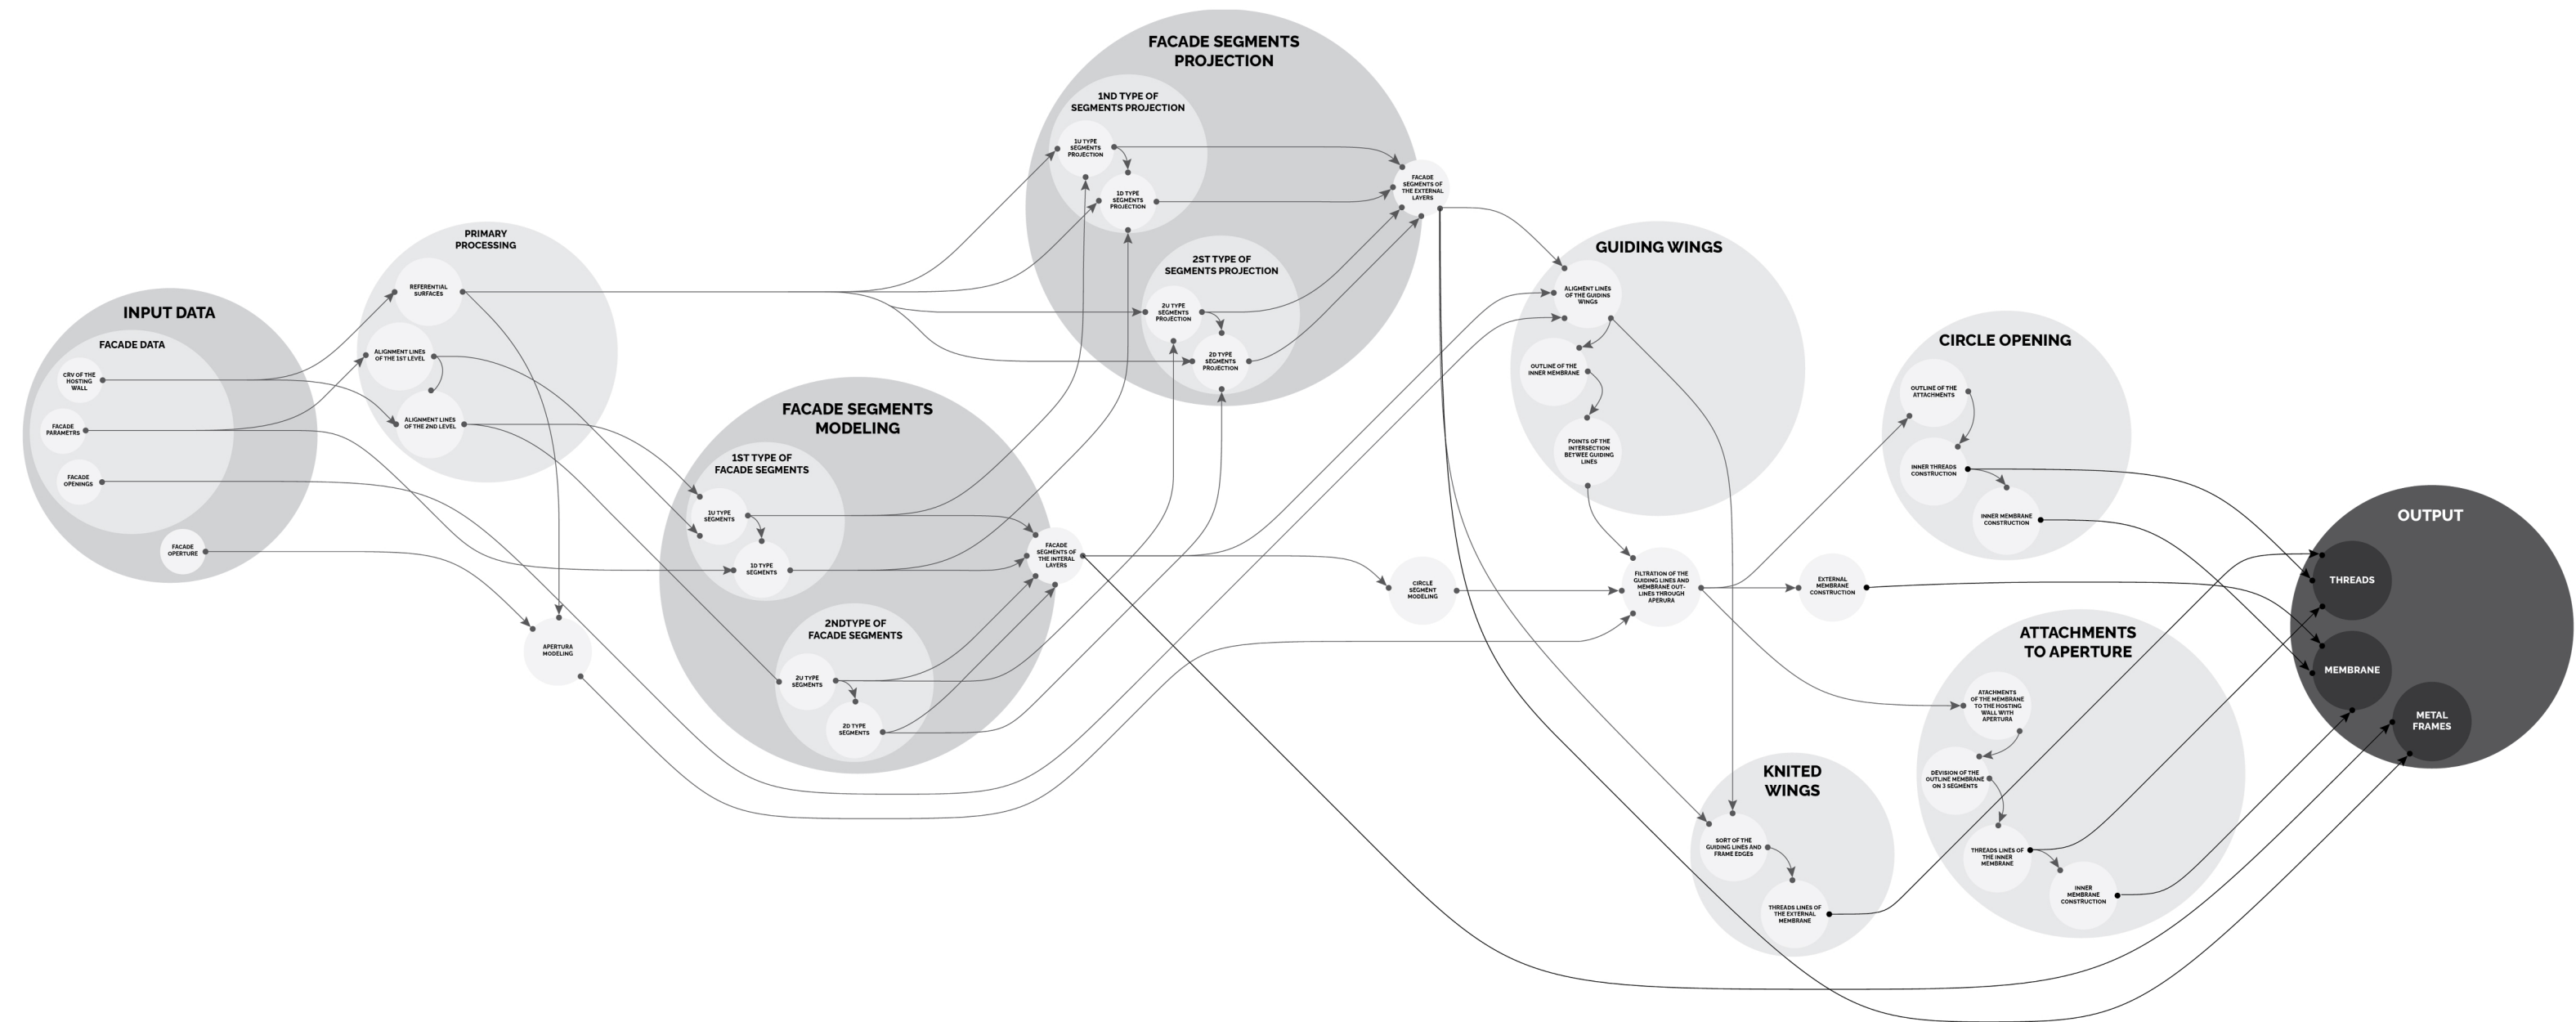 INPUT DATA
FACADE DATA
CRV OF THE
HOSTING
WALL
FACADE
PARAMETRS
FACADE
OPENINGS
FACADE
OPERTURE
PRIMARY
PROCESSING
REFERENTIAL
SURFACES
ALIGNMENT LINES
OF THE 1ST LEVEL
ALIGNMENT LINES
OF THE 2ND LEVEL
APERTURA
MODELING
FACADE SEGMENTS
MODELING
1ST TYPE OF
FACADE SEGMENTS
1U TYPE
SEGMENTS
1D TYPE
SEGMENTS
2NDTYPE OF
FACADE SEGMENTS
2U TYPE
SEGMENTS
2D TYPE
SEGMENTS
FACADE
SEGMENTS OF
THE INTERAL
LAYERS
FACADE SEGMENTS
PROJECTION
1ND TYPE OF
SEGMENTS PROJECTION
1U TYPE
SEGMENTS
PROJECTION
1D TYPE
SEGMENTS
PROJECTION
2ST TYPE OF
SEGMENTS PROJECTION
2U TYPE
SEGMENTS
PROJECTION
2D TYPE
SEGMENTS
PROJECTION
FACADE
SEGMENTS OF
THE EXTERNAL
LAYERS
CIRCLE
SEGMENT
MODELING
GUIDING WINGS
ALIGMENT LINES
OF THE GUIDINS
WINGS
OUTLINE OF THE
INNER MEMBRANE
POINTS OF THE
INTERSECTION
BETWEE GUIDING
LINES
FILTRATION OF THE
GUIDING LINES AND
MEMBRANE OUT-
LINES THROUGH
APERURA
EXTERNAL
MEMBRANE
CONSTRUCTION
KNITED
WINGS
SORT OF THE
GUIDING LINES AND
FRAME EDGES
THREADS LINES OF
THE EXTERNAL
MEMBRANE
CIRCLE OPENING
OUTLINE OF THE
ATTACHMENTS
INNER THREADS
CONSTRUCTION
INNER MEMBRANE
CONSTRUCTION
ATTACHMENTS
TO APERTURE
ATACHMENTS
OF THE MEMBRANE
TO THE HOSTING
WALL WITH
APERTURA
DEVISION OF THE
OUTLINE MEMBRANE
ON 3 SEGMENTS
THREADS LINES OF
THE INNER
MEMBRANE
INNER
MEMBRANE
CONSTRUCTION
OUTPUT
THREADS
MEMBRANE
METAL
FRAMES